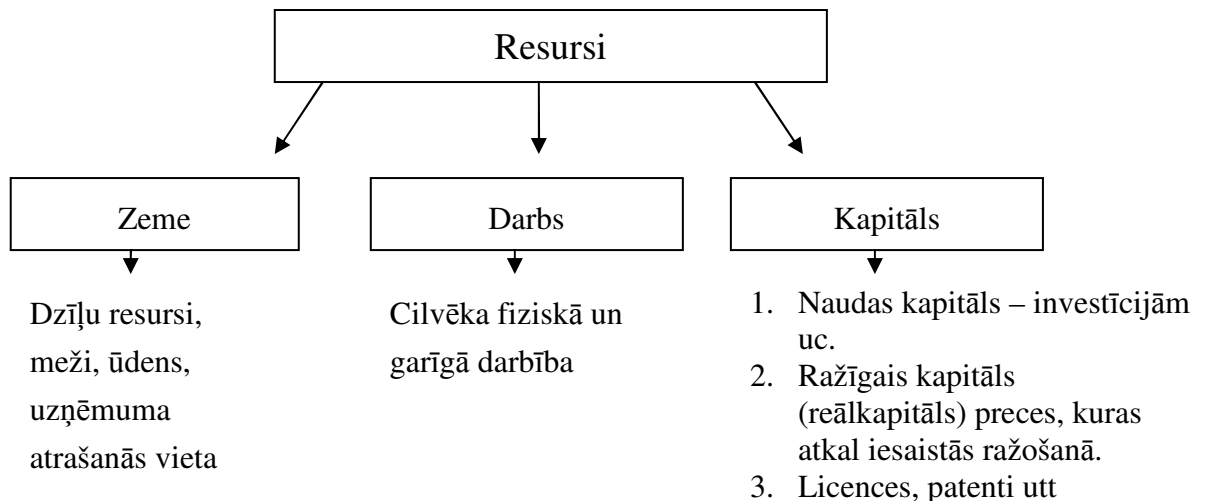 Resursi
Zeme
Darbs
Kapitāls
Dzīļu resursi,
meži, ūdens,
uzņēmuma
atrašanās vieta
Cilvēka fiziskā un
garīgā darbība
1. Naudas kapitāls – investīcijām
uc.
2. Ražīgais kapitāls
(reālkapitāls) preces, kuras
atkal iesaistās ražošanā.
3. Licences, patenti utt